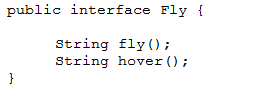 public interface Fly {
String fly();
String hover();
}